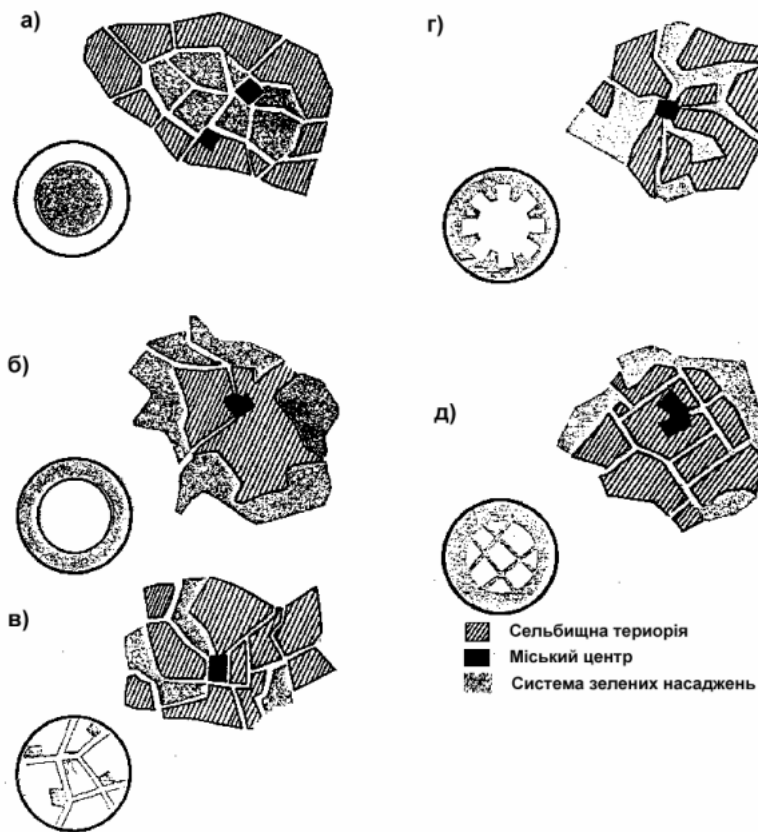 а)
б)
в)
г)
д)
Сельбищна териорія
Міський центр
Система зелених насаджень